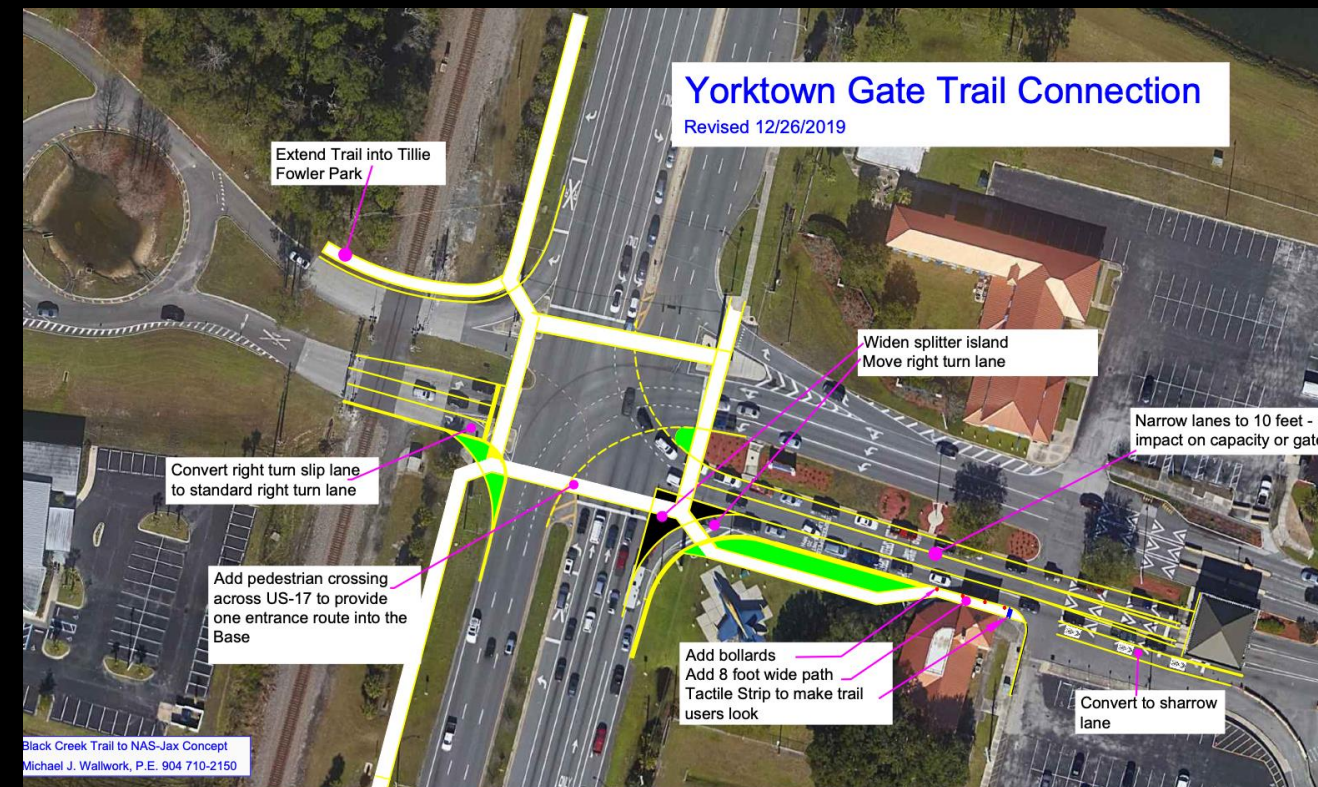 Yorktown Gate Trail Connection
Revised 12/26/2019
Extend Trail into Tillie
Fowler Park
Widen splitter island
Move right turn lane
Narrow lanes to 10 feet -
impact on capacity or
Convert right turn slip lane
to standard right turn lane
Add pedestrian crossing
across US-17 to provide
one entrance route into the
Base
Add bollards
Add 8 foot wide path
Tactile Strip to make trail
users look
Convert to sharrow
lane
Black Creek Trail to NAS-Jax Concept
Michael J. Wallwork, P.E. 904 710-2150